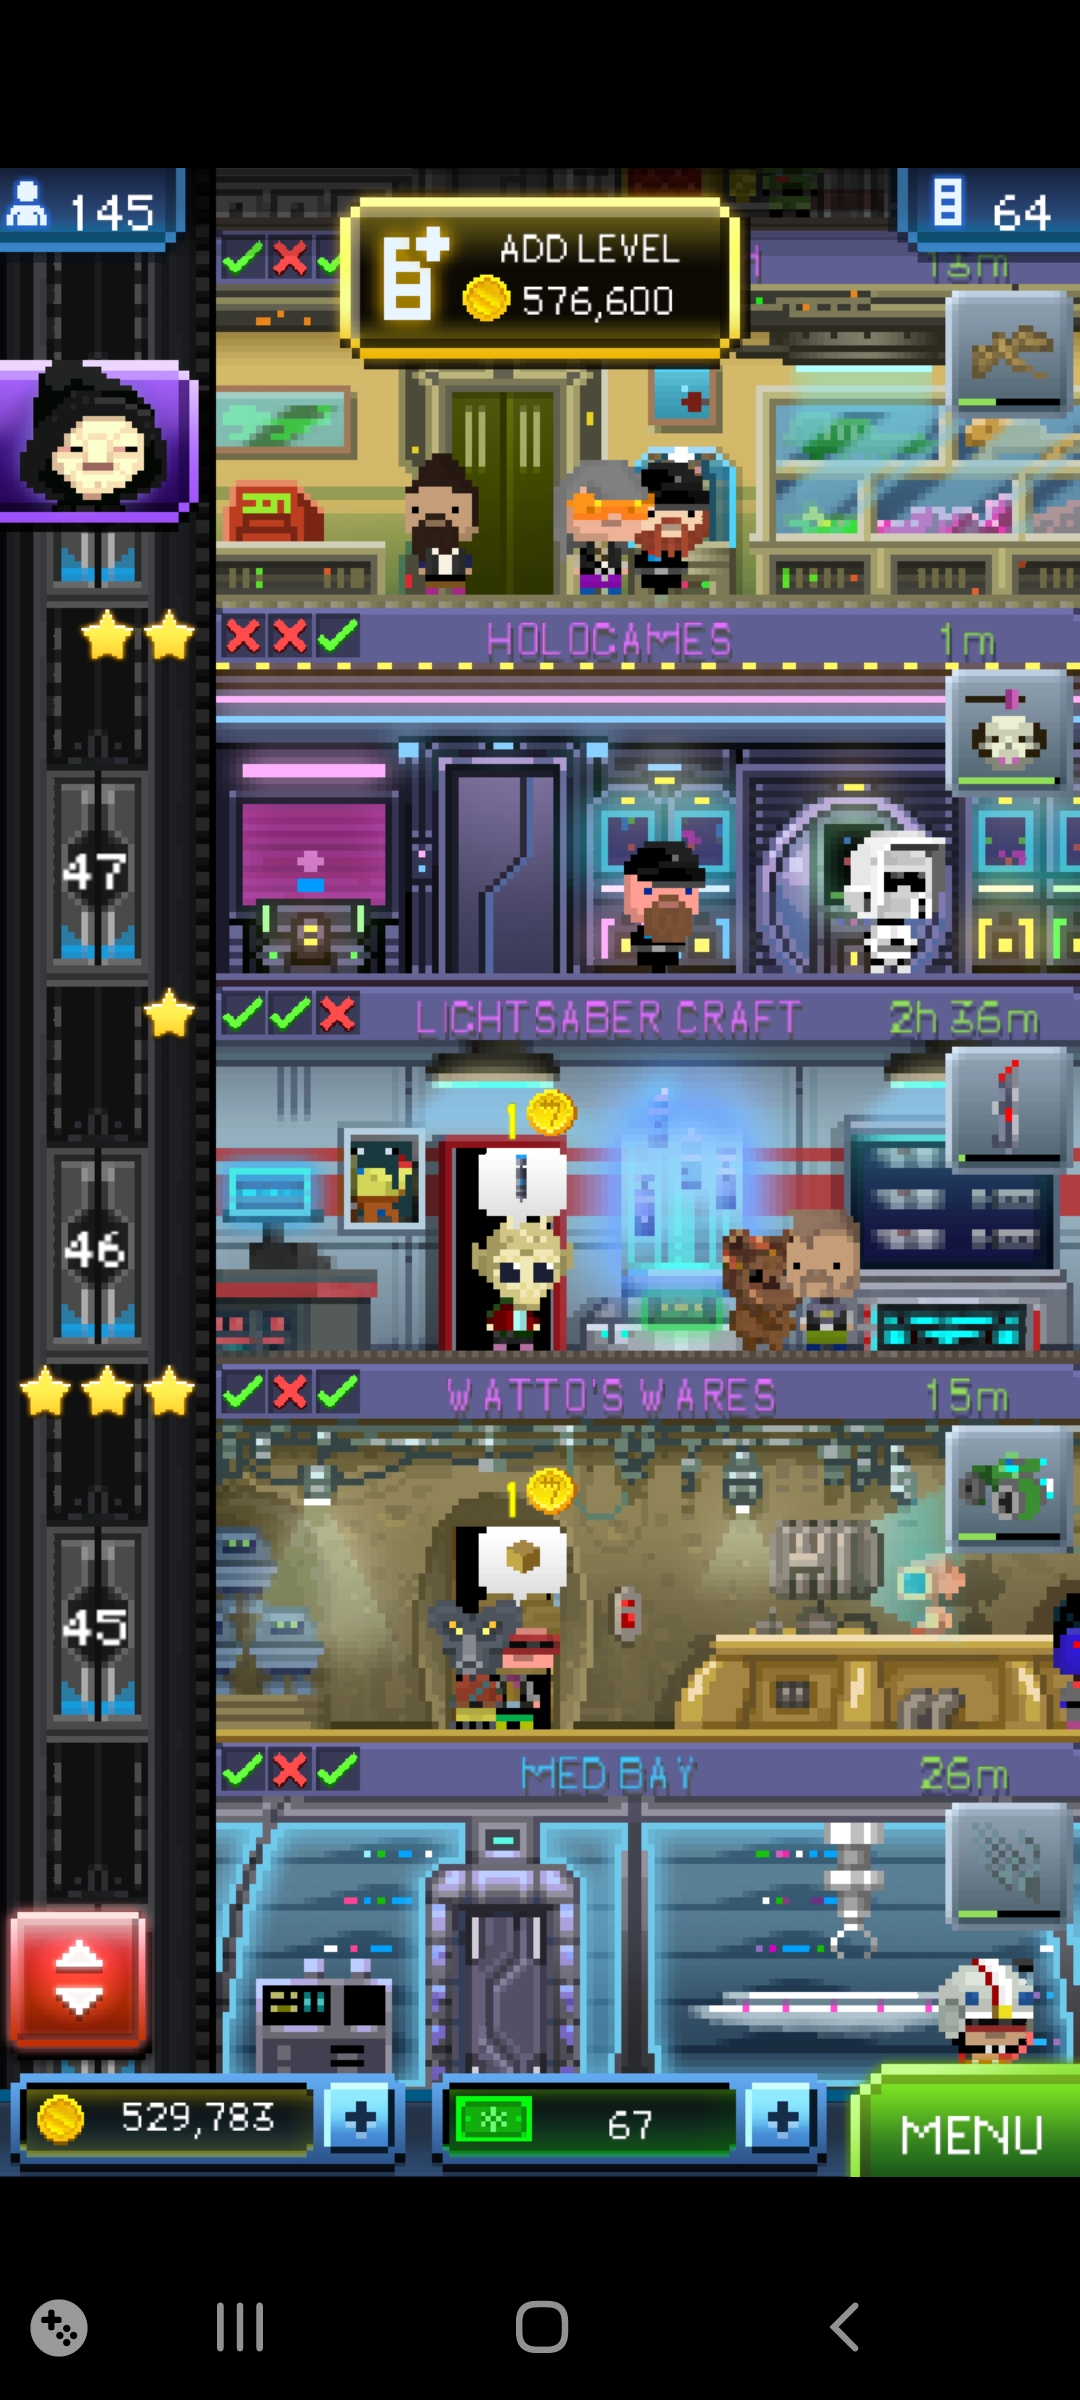 145
64
ADD LEVEL
576,600
13m
HOLOGAMES
1m
47
LIGHTSABER CRAFT
2h 36m
1
46
WATTO'S WARES
15m
1
45
MED BAY
26m
529,783
67
MENU